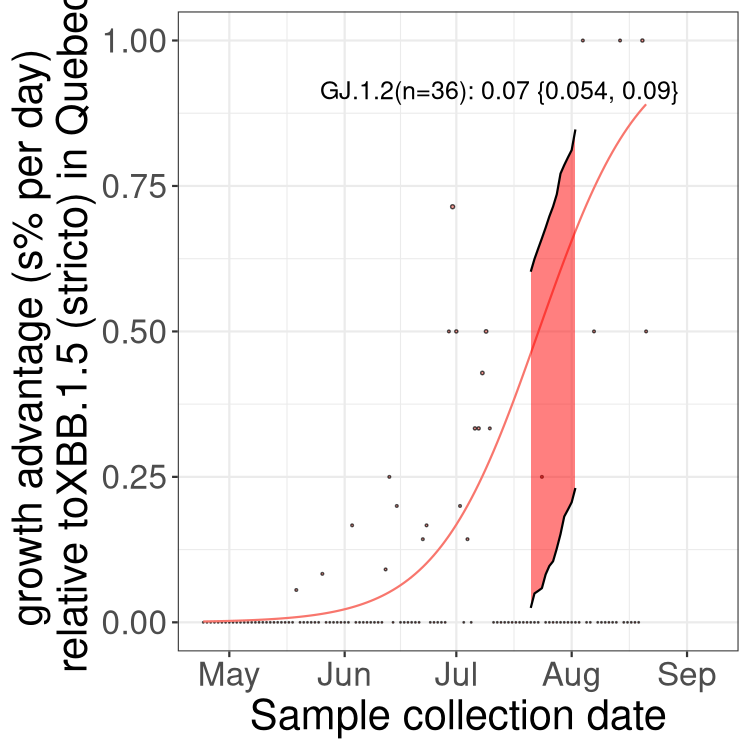 growth advantage (s% per day)
relative toXBB.1.5 (stricto) in Quebec
1.00
0.75
0.50
0.25
0.00
GJ.1.2(n=36): 0.07 {0.054, 0.09}
May Jun Jul Aug Sep
Sample collection date